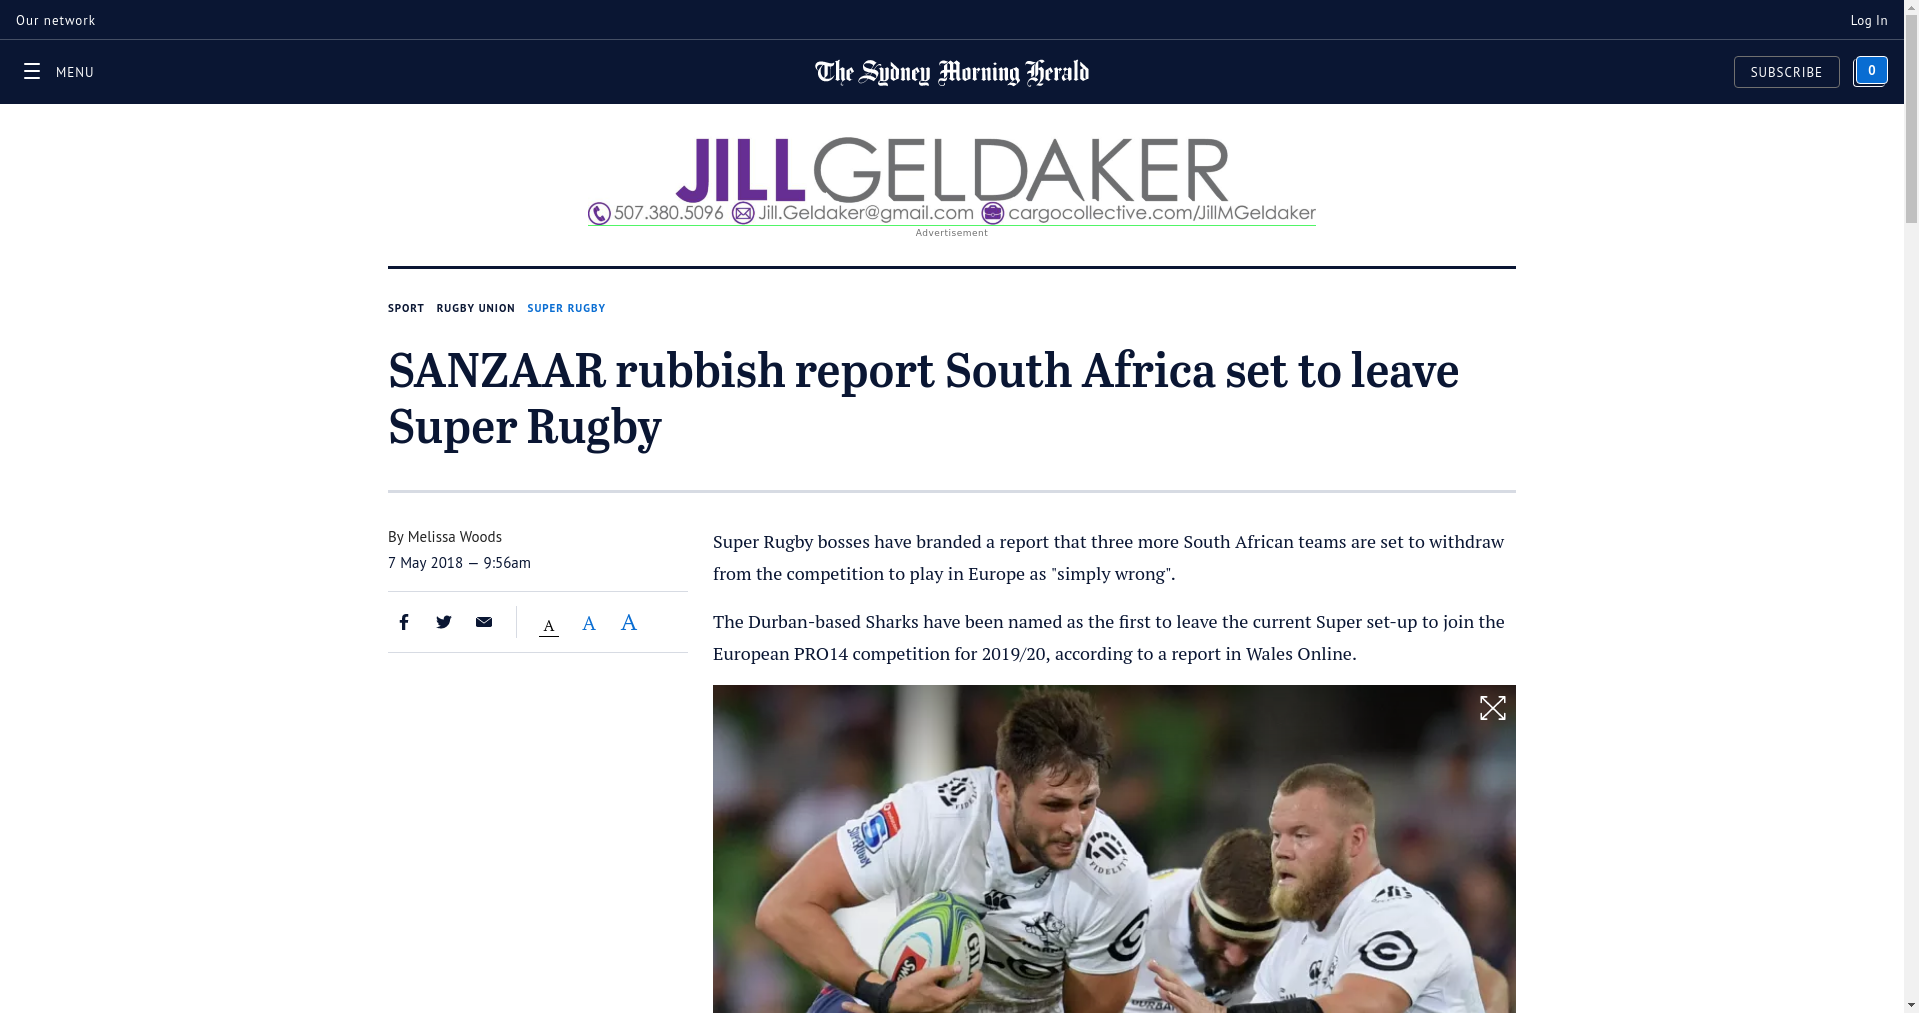 Our network
Log In
MENU
The Sydney Morning Herald
SUBSCRIBE
0
JILLGELDAKER
507.380.5096 Jill.Geldaker@gmail.com cargocollective.com/JillMGeldaker
Advertisement
SPORT RUGBY UNION SUPER RUGBY
SANZAAR rubbish report South Africa set to leave
Super Rugby
By Melissa Woods
7 May 2018 — 9:56am
A A A
Super Rugby bosses have branded a report that three more South African teams are set to withdraw
from the competition to play in Europe as "simply wrong".
The Durban-based Sharks have been named as the first to leave the current Super set-up to join the
European PRO14 competition for 2019/20, according to a report in Wales Online.
FIDELITY
SUPERRUGBY
FIDELITY